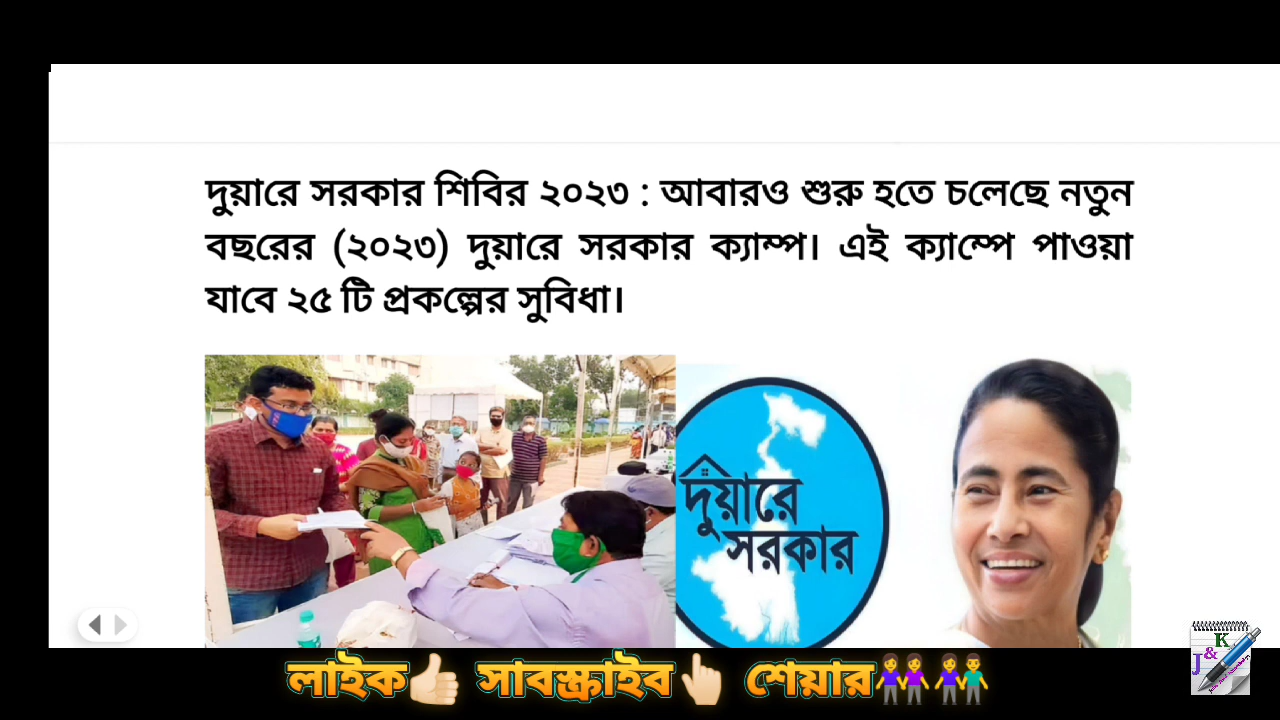 দুয়ারে সরকার শিবির ২০২৩ : আবারও শুরু হতে চলেছে নতুন
বছরের (২০২৩) দুয়ারে সরকার ক্যাম্প। এই ক্যাম্পে পাওয়া
যাবে ২৫ টি প্রকল্পের সুবিধা।
দুয়ারে
সরকার
লাইক👍 সাবস্ক্রাইব👆 শেয়ার👭👫
J & K